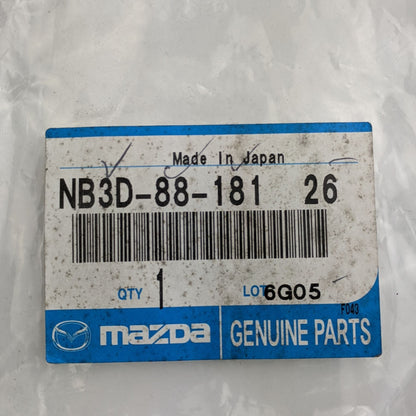 Made In Japan
NB3D-88-181 26
QTY 1 LOT 6G05
F043
mazda GENUINE PARTS